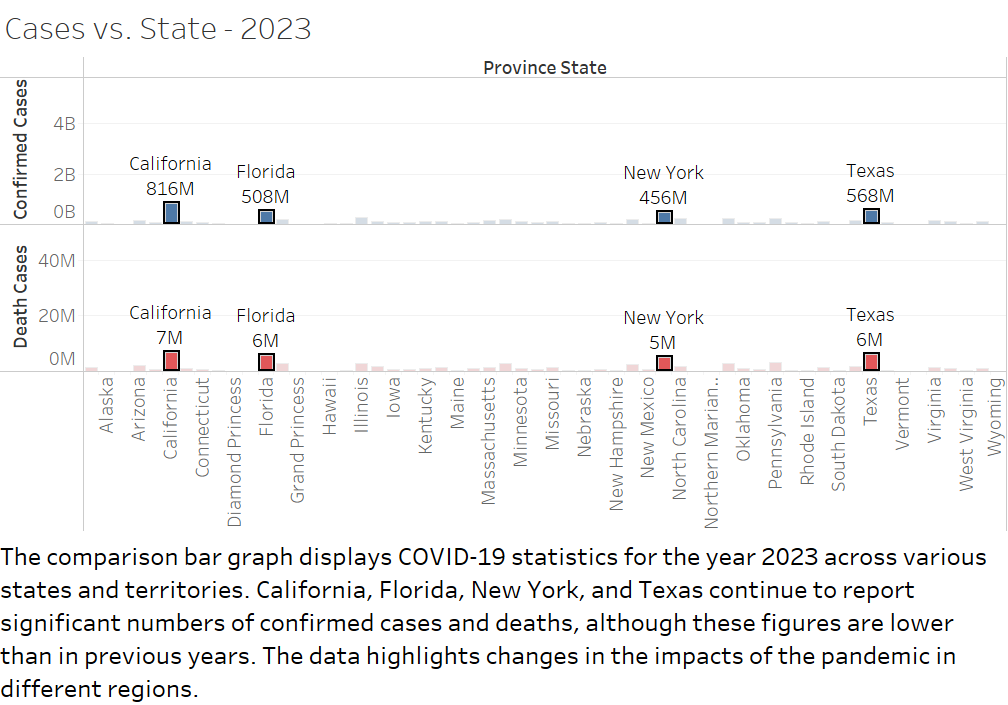 Cases vs. State - 2023
Province State
Confirmed Cases
4B
2B
0B
California
816M
Florida
508M
New York
456M
Texas
568M
Death Cases
40M
20M
0M
California
7M
Florida
6M
New York
5M
Texas
6M
Alaska
Arizona
California
Connecticut
Diamond Princess
Florida
Grand Princess
Hawaii
Illinois
Iowa
Kentucky
Maine
Massachusetts
Minnesota
Missouri
Nebraska
New Hampshire
New Mexico
North Carolina
Northern Marian..
Oklahoma
Pennsylvania
Rhode Island
South Dakota
Texas
Vermont
Virginia
West Virginia
Wyoming
The comparison bar graph displays COVID-19 statistics for the year 2023 across various
states and territories. California, Florida, New York, and Texas continue to report
significant numbers of confirmed cases and deaths, although these figures are lower
than in previous years. The data highlights changes in the impacts of the pandemic in
different regions.